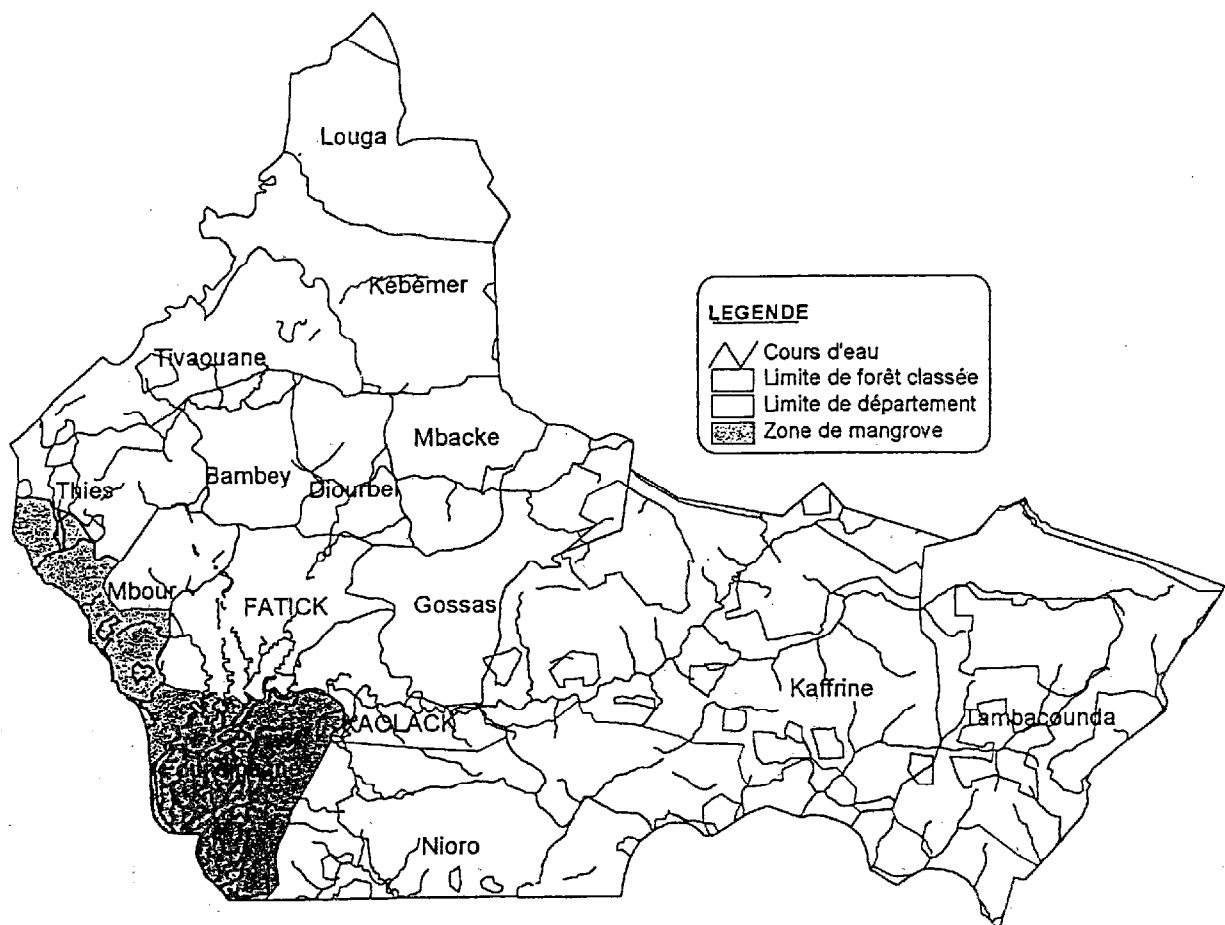 Louga
Kébémer
LEGENDE
Cours d'eau
Limite de forêt classée
Limite de département
Zone de mangrove
Tivaouane
Mbacke
Thies
Bambey
Diourbel
Mbour
FATICK
Gossas
Kaffrine
KAOLACK
Tambacounda
Nioro